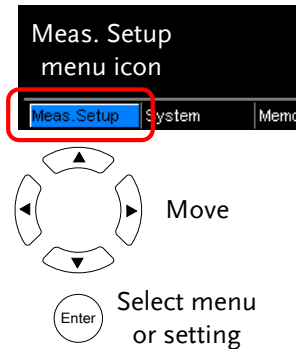 Meas. Setup
menu icon
Meas.Setup System
Move
Enter
Select menu
or setting